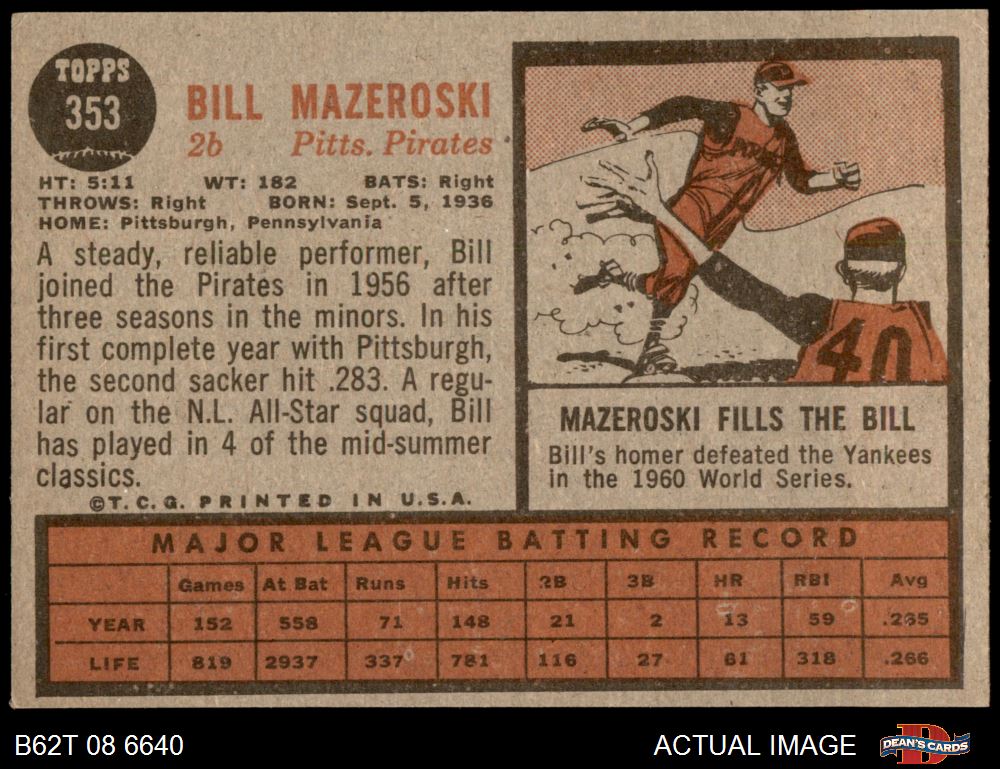 TOPPS
353
BILL MAZEROSKI
2b Pitts. Pirates
HT: 5:11 WT: 182 BATS: Right
THROWS: Right BORN: Sept. 5, 1936
HOME: Pittsburgh, Pennsylvania
A steady, reliable performer, Bill
joined the Pirates in 1956 after
three seasons in the minors. In his
first complete year with Pittsburgh,
the second sacker hit .283. A regu-
lar on the N.L. All-Star squad, Bill
has played in 4 of the mid-summer
classics.
©T.C.G. PRINTED IN U.S.A.
40
MAZEROSKI FILLS THE BILL
Bill's homer defeated the Yankees
in the 1960 World Series.
MAJOR LEAGUE BATTING RECORD
Games At Bat Runs Hits 2B 3B HR RBI Avg
YEAR 152 558 71 148 21 2 13 59 .265
LIFE 819 2937 337 781 116 27 61 318 .266
B62T 08 6640
ACTUAL IMAGE
DEAN'S CARDS